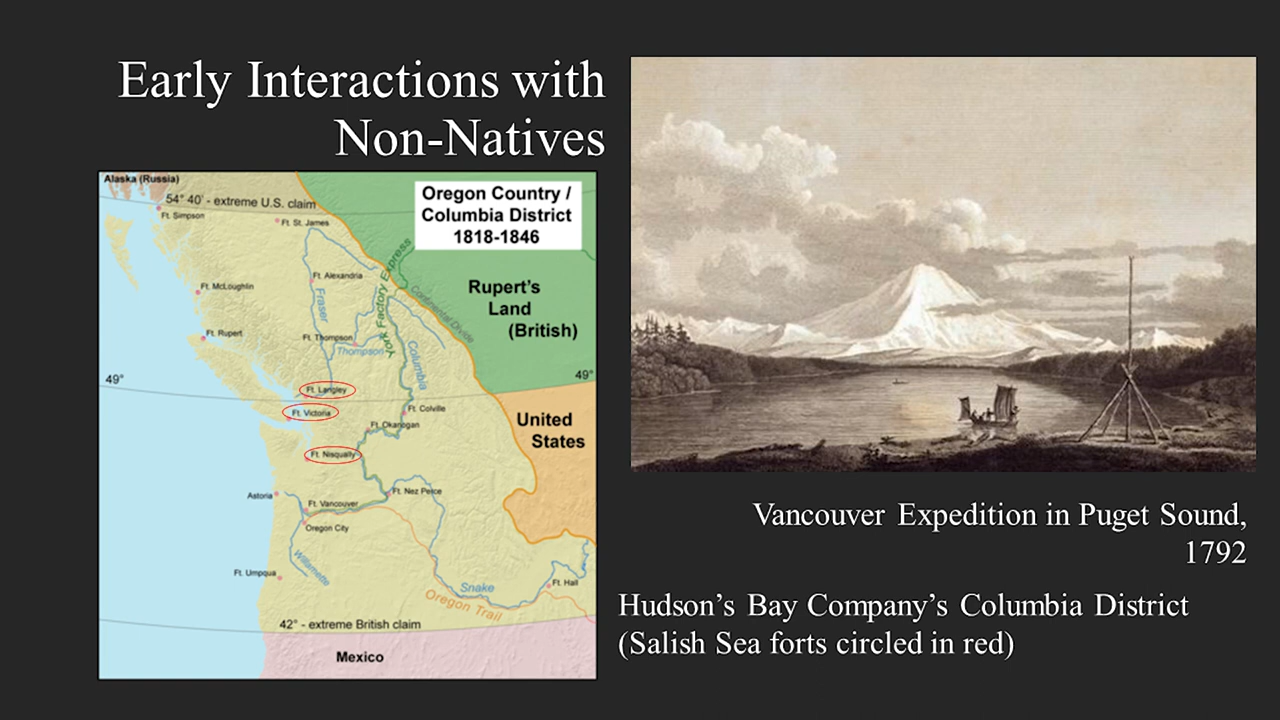 Early Interactions with
Non-Natives
Alaska (Russia)
54° 40' - extreme U.S. claim
Ft. Simpson
Ft. St. James
Oregon Country /
Columbia District
1818-1846
York Factory Express
Continental Divide
Ft. Alexandria
Ft. McLoughlin
Fraser
Rupert's
Land
(British)
Ft. Rupert
Ft. Thompson
Thompson
Columbia
49°
49°
Ft. Langley
Ft. Victoria
Ft. Colville
Ft. Okanogan
United
States
Ft. Nisqually
Astoria
Ft. Nez Perce
Ft. Vancouver
Oregon City
Willamette
Ft. Umpqua
Snake
Ft. Hall
Oregon Trail
42° - extreme British claim
Mexico
Vancouver Expedition in Puget Sound,
1792
Hudson's Bay Company's Columbia District
(Salish Sea forts circled in red)